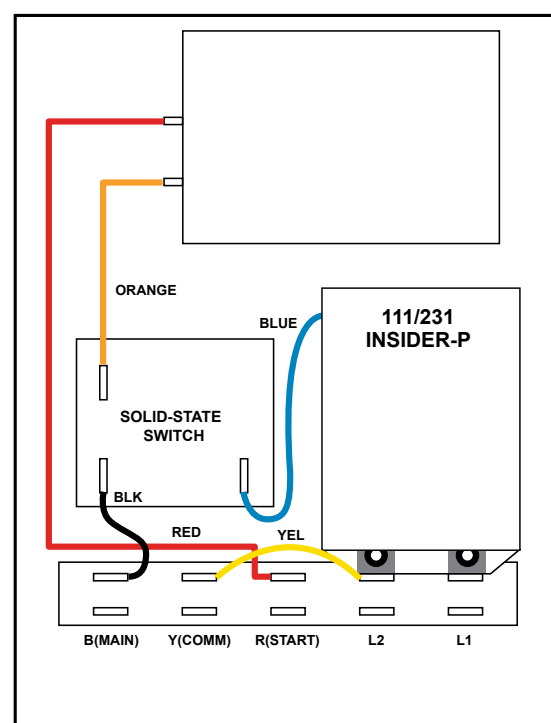 ORANGE
BLUE
111/231
INSIDER-P
SOLID-STATE
SWITCH
BLK
RED
YEL
B(MAIN)
Y(COMM)
R(START)
L2
L1